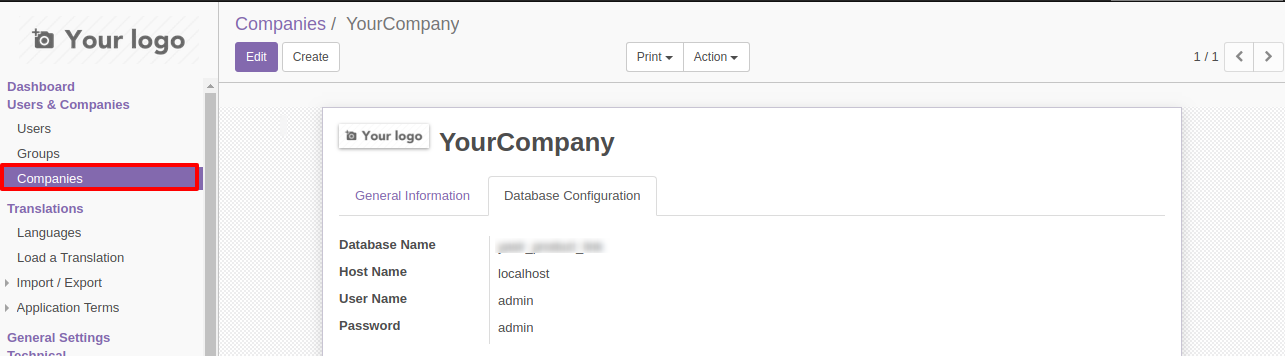 Your logo
Dashboard
Users & Companies
Users
Groups
Companies
Translations
Languages
Load a Translation
Import / Export
Application Terms
General Settings
Technical
Companies / YourCompany
Edit Create Print Action 1 / 1
Your logo YourCompany
General Information Database Configuration
Database Name
Host Name localhost
User Name admin
Password admin